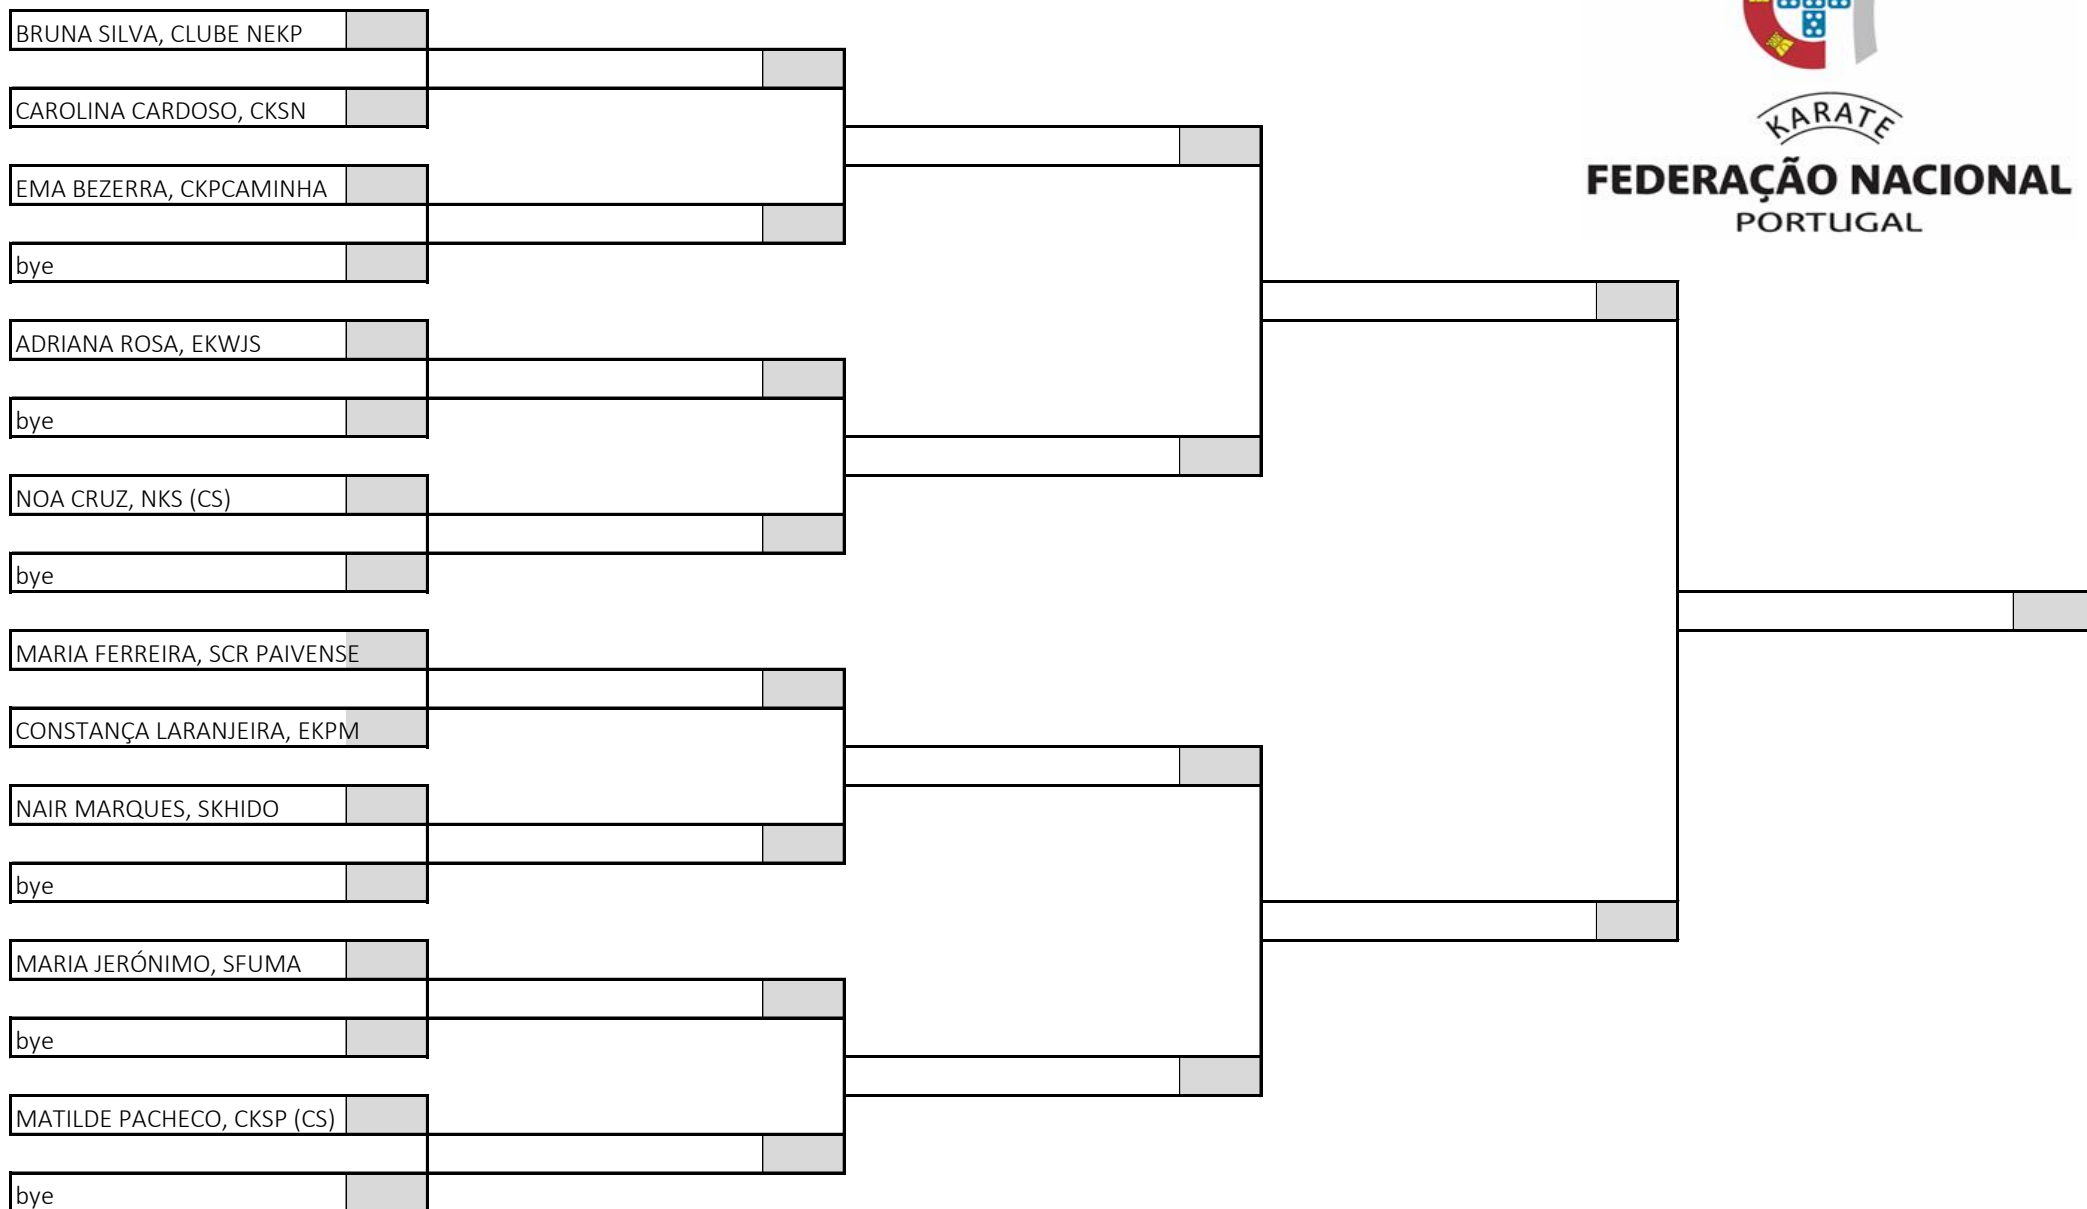 BRUNA SILVA, CLUBE NEKP
CAROLINA CARDOSO, CKSN
EMA BEZERRA, CKPCAMINHA
bye
ADRIANA ROSA, EKWJS
bye
NOA CRUZ, NKS (CS)
bye
MARIA FERREIRA, SCR PAIVENSE
CONSTANÇA LARANJEIRA, EKPM
NAIR MARQUES, SKHIDO
bye
MARIA JERÓNIMO, SFUMA
bye
MATILDE PACHECO, CKSP (CS)
bye
KARATE
FEDERAÇÃO NACIONAL
PORTUGAL